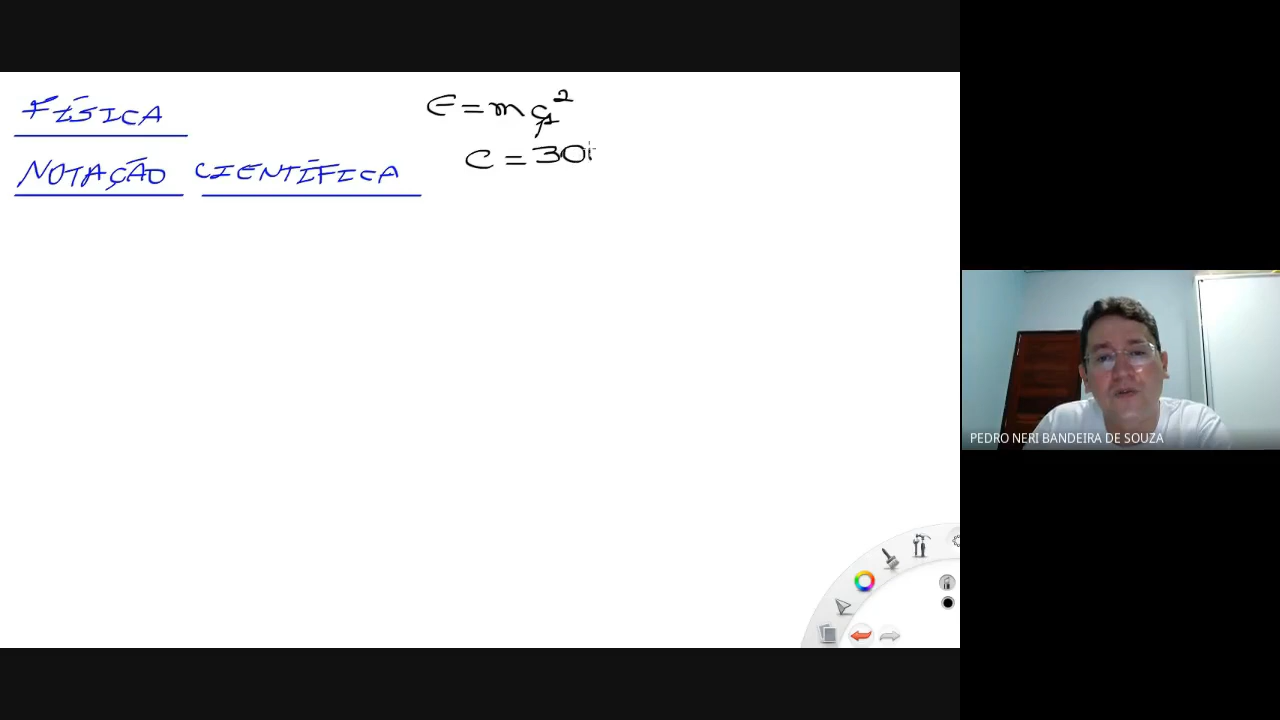 FÍSICA
E = mc²
C = 30
NOTAÇÃO CIENTÍFICA
PEDRO NERI BANDEIRA DE SOUZA